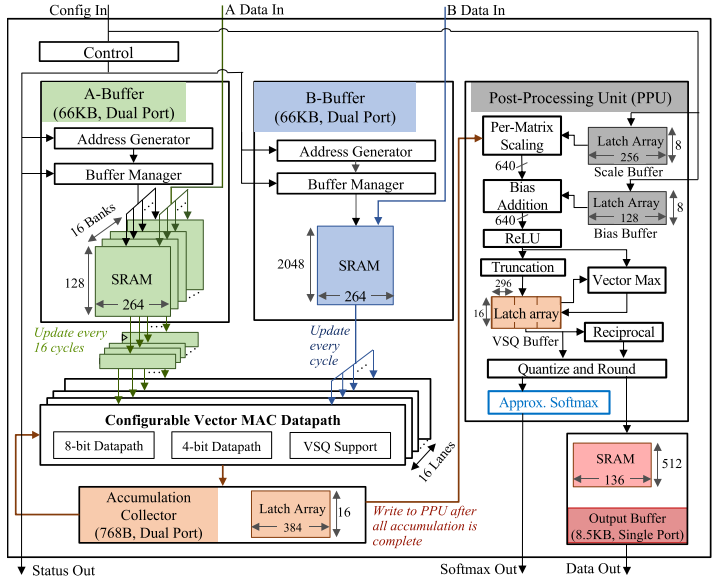 Config In
A Data In
B Data In
Control
A-Buffer
(66KB, Dual Port)
Address Generator
Buffer Manager
16 Banks
128
SRAM
264
Update every
16 cycles
B-Buffer
(66KB, Dual Port)
Address Generator
Buffer Manager
2048
SRAM
264
Update
every
cycle
Post-Processing Unit (PPU)
Per-Matrix
Scaling
Latch Array
256
8
Scale Buffer
640
Bias
Addition
Latch Array
128
8
Bias Buffer
640
ReLU
Truncation
Vector Max
296
16
Latch array
VSQ Buffer
Reciprocal
Quantize and Round
Approx. Softmax
Configurable Vector MAC Datapath
8-bit Datapath
4-bit Datapath
VSQ Support
16 Lanes
Accumulation
Collector
(768B, Dual Port)
Latch Array
384
16
Write to PPU after
all accumulation is
complete
SRAM
136
512
Output Buffer
(8.5KB, Single Port)
Status Out
Softmax Out
Data Out